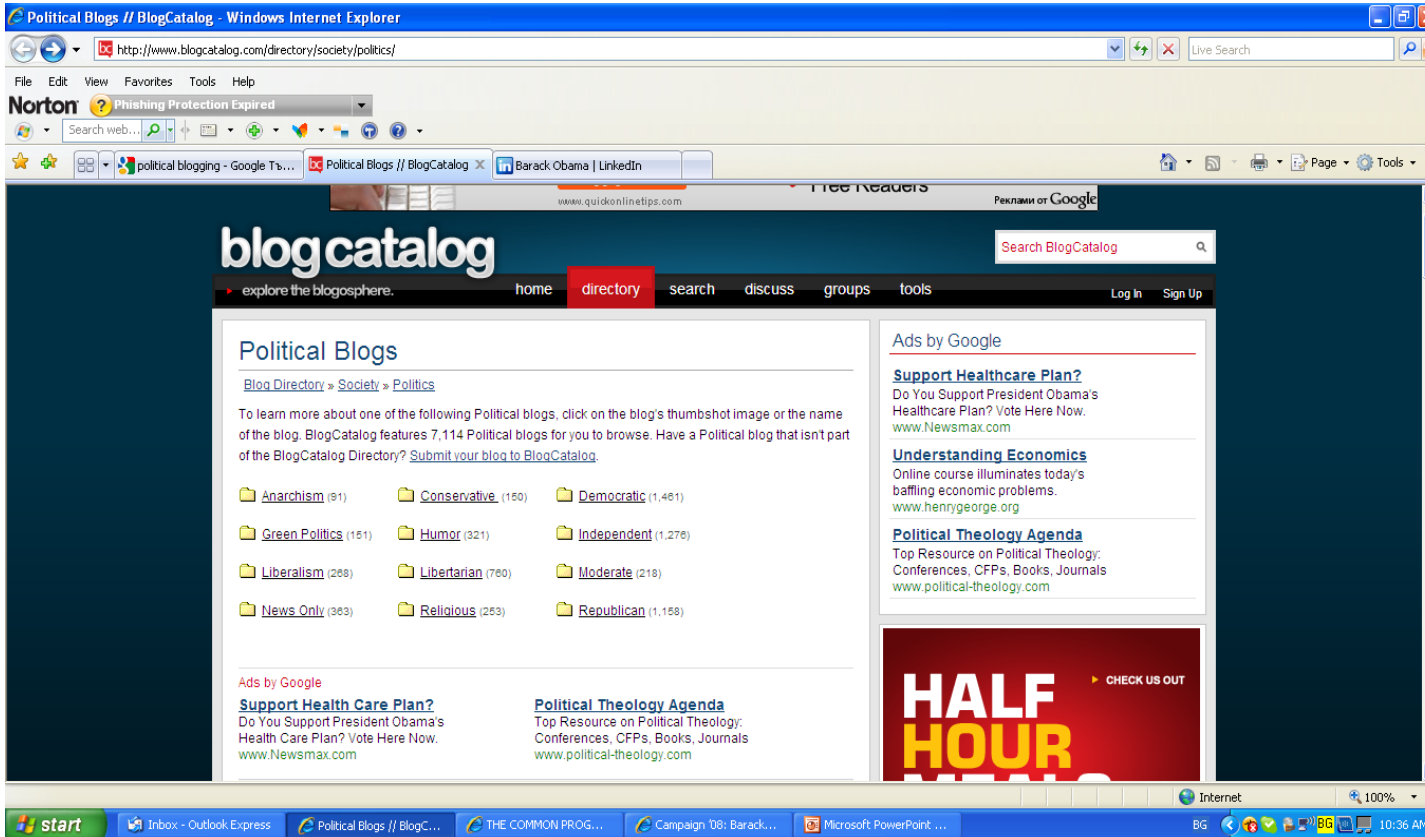 Political Blogs // BlogCatalog - Windows Internet Explorer
http://www.blogcatalog.com/directory/society/politics/
Live Search
File Edit View Favorites Tools Help
Norton Phishing Protection Expired
Search web...
political blogging - Google Тъ...
Political Blogs // BlogCatalog
Barack Obama | LinkedIn
Page
Tools
www.quickonlinetips.com
Free Readers
Реклами от Google
blog catalog
Search BlogCatalog
explore the blogosphere.
home directory search discuss groups tools
Log In Sign Up
Political Blogs
Blog Directory » Society » Politics
To learn more about one of the following Political blogs, click on the blog's thumbshot image or the name
of the blog. BlogCatalog features 7,114 Political blogs for you to browse. Have a Political blog that isn't part
of the BlogCatalog Directory? Submit your blog to BlogCatalog.
Anarchism (91) Conservative (150) Democratic (1,461)
Green Politics (151) Humor (321) Independent (1,276)
Liberalism (268) Libertarian (760) Moderate (218)
News Only (363) Religious (253) Republican (1,158)
Ads by Google
Support Health Care Plan?
Do You Support President Obama's
Health Care Plan? Vote Here Now.
www.Newsmax.com
Political Theology Agenda
Top Resource on Political Theology:
Conferences, CFPs, Books, Journals
www.political-theology.com
Ads by Google
Support Healthcare Plan?
Do You Support President Obama's
Healthcare Plan? Vote Here Now.
www.Newsmax.com
Understanding Economics
Online course illuminates today's
baffling economic problems.
www.henrygeorge.org
Political Theology Agenda
Top Resource on Political Theology:
Conferences, CFPs, Books, Journals
www.political-theology.com
HALF
HOUR
MEALS
CHECK US OUT
Internet
100%
start
Inbox - Outlook Express
Political Blogs // BlogC...
THE COMMON PROG...
Campaign '08: Barack...
Microsoft PowerPoint ...
BG
BG
10:36 AM